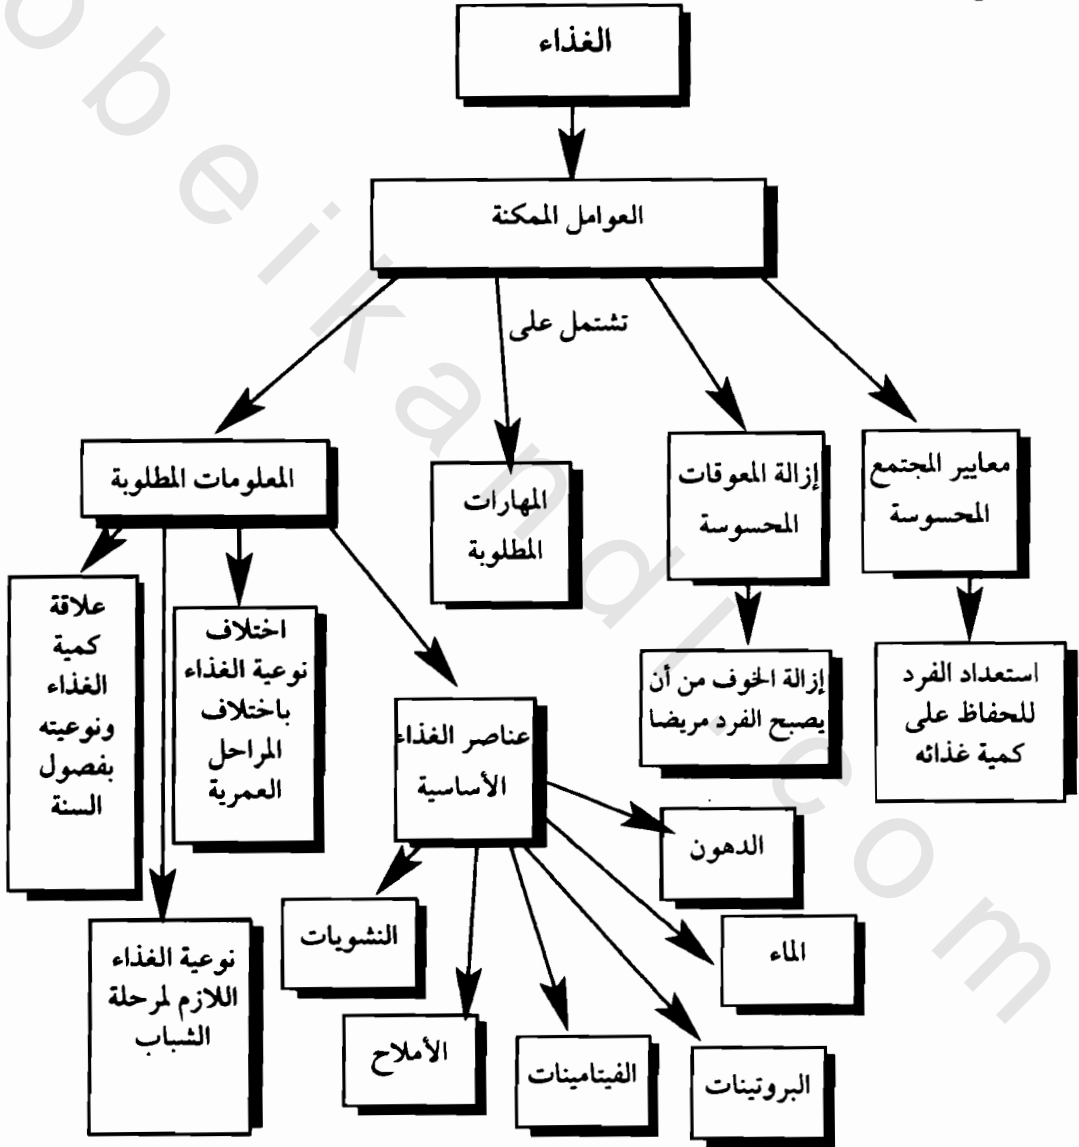 الغذاء
العوامل الممكنة
تشتمل على
معايير المجتمع
المحسوسة
إزالة المعوقات
المحسوسة
المهارات
المطلوبة
المعلومات المطلوبة
استعداد الفرد
للحفاظ على
كمية غذائه
إزالة الخوف من أن
يصبح الفرد مريضا
عناصر الغذاء
الأساسية
اختلاف
نوعية الغذاء
باختلاف
المراحل
العمرية
علاقة
كمية
الغذاء
ونوعيته
بفصول
السنة
نوعية الغذاء
اللازم لمرحلة
الشباب
الدهون
الماء
البروتينات
الفيتامينات
الأملاح
النشويات
obeikandl.com